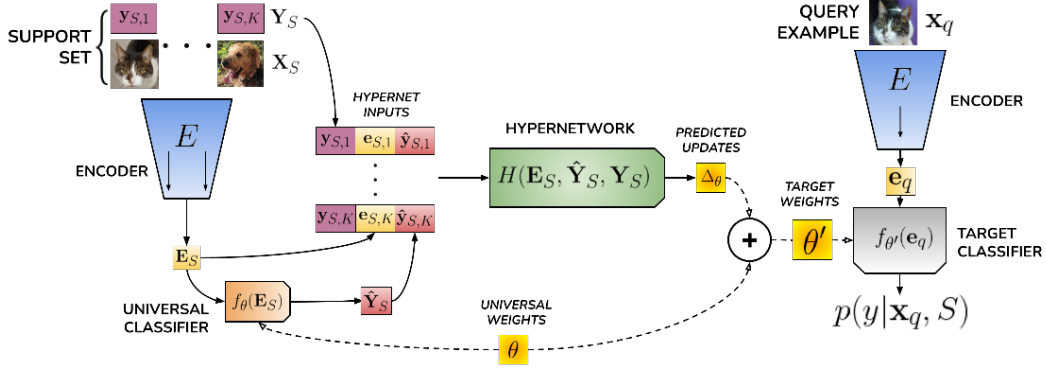 SUPPORT
SET
y_{S,1}
y_{S,K}
Y_S
X_S
E
ENCODER
E_S
UNIVERSAL
CLASSIFIER
f_θ(E_S)
Ŷ_S
HYPERNET
INPUTS
y_{S,1} e_{S,1} ŷ_{S,1}
y_{S,K} e_{S,K} ŷ_{S,K}
HYPERNETWORK
H(E_S, Ŷ_S, Y_S)
PREDICTED
UPDATES
Δ_θ
+
UNIVERSAL
WEIGHTS
θ
TARGET
WEIGHTS
θ′
QUERY
EXAMPLE
x_q
E
ENCODER
e_q
f_{θ′}(e_q)
TARGET
CLASSIFIER
p(y|x_q, S)